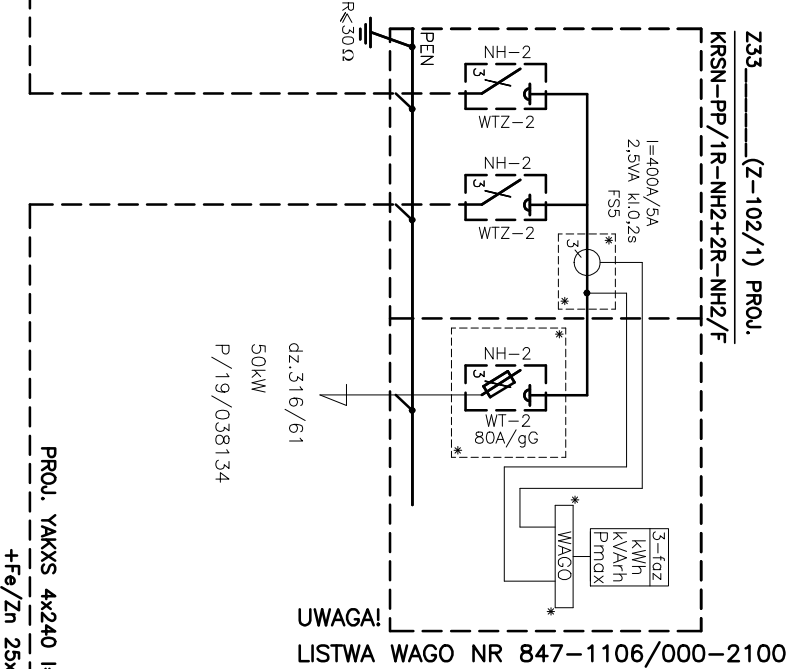 Z33________(Z-102/1) PROJ.
KRSN-PP/1R-NH2+2R-NH2/F
I=400A/5A
2,5VA kl.0,2s
FS5
*
3
*
NH-2
3
WTZ-2
NH-2
3
WTZ-2
PEN
R⩽30Ω
*
NH-2
3
WT-2
80A/gG
*
dz.316/61
50kW
P/19/038134
3-faz
kWh
kVArh
Pmax
*
WAGO
*
UWAGA!
LISTWA WAGO NR 847-1106/000-2100
PROJ. YAKXS 4x240
+Fe/Zn 25x